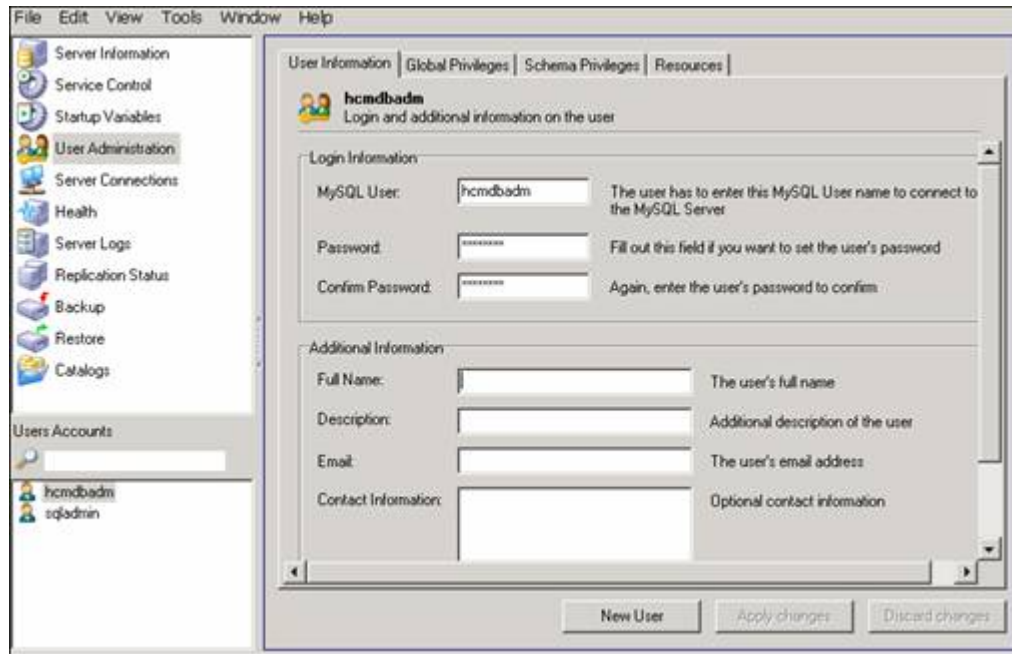 File Edit View Tools Window Help
Server Information
Service Control
Startup Variables
User Administration
Server Connections
Health
Server Logs
Replication Status
Backup
Restore
Catalogs
Users Accounts
hcmdbadm
sqladmin
User Information Global Privileges Schema Privileges Resources
hcmdbadm
Login and additional information on the user
Login Information
MySQL User: hcmdbadm The user has to enter this MySQL User name to connect to
the MySQL Server
Password: ******** Fill out this field if you want to set the user's password
Confirm Password: ******** Again, enter the user's password to confirm
Additional Information
Full Name: The user's full name
Description: Additional description of the user
Email: The user's email address
Contact Information: Optional contact information
New User Apply changes Discard changes